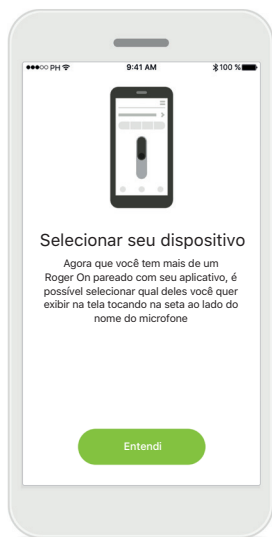 ●●●○○ PH 9:41 AM 100 %
Selecionar seu dispositivo
Agora que você tem mais de um
Roger On pareado com seu aplicativo, é
possível selecionar qual deles você quer
exibir na tela tocando na seta ao lado do
nome do microfone
Entendi